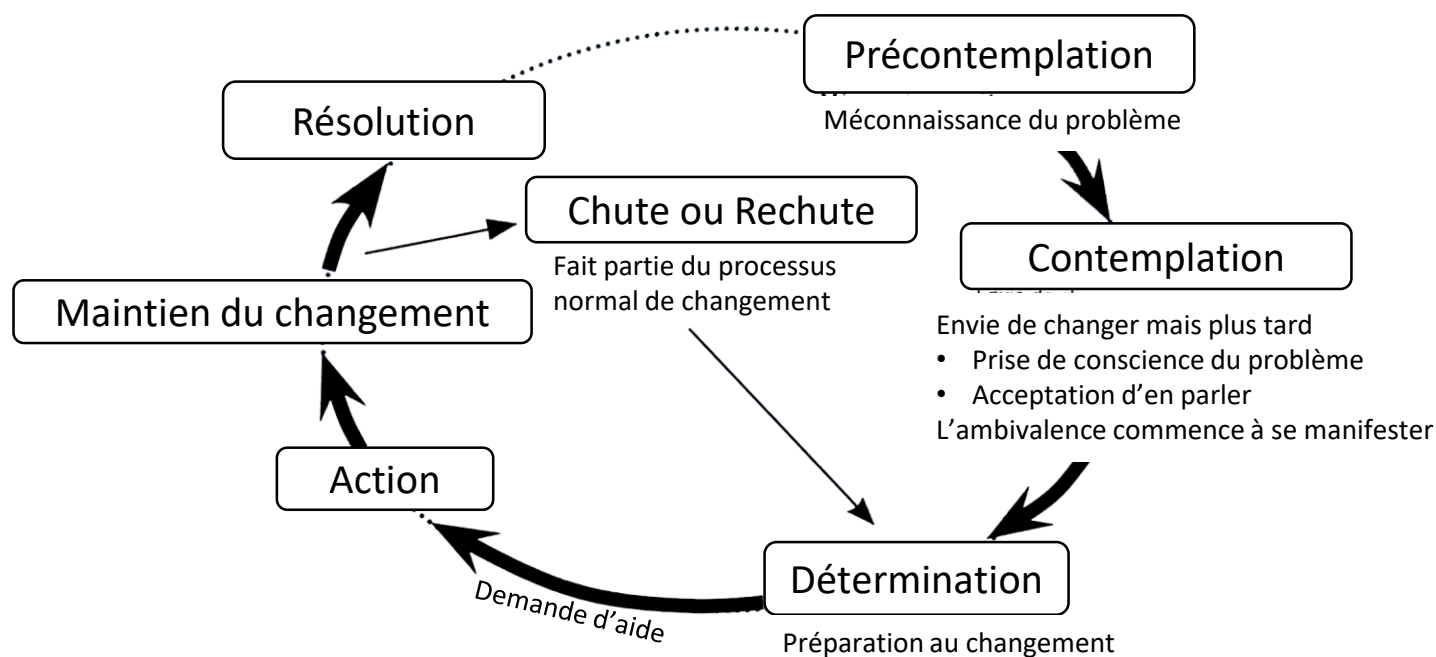 Précontemplation
Méconnaissance du problème
Résolution
Chute ou Rechute
Fait partie du processus
normal de changement
Contemplation
Envie de changer mais plus tard
• Prise de conscience du problème
• Acceptation d’en parler
L’ambivalence commence à se manifester
Maintien du changement
Action
Demande d’aide
Détermination
Préparation au changement